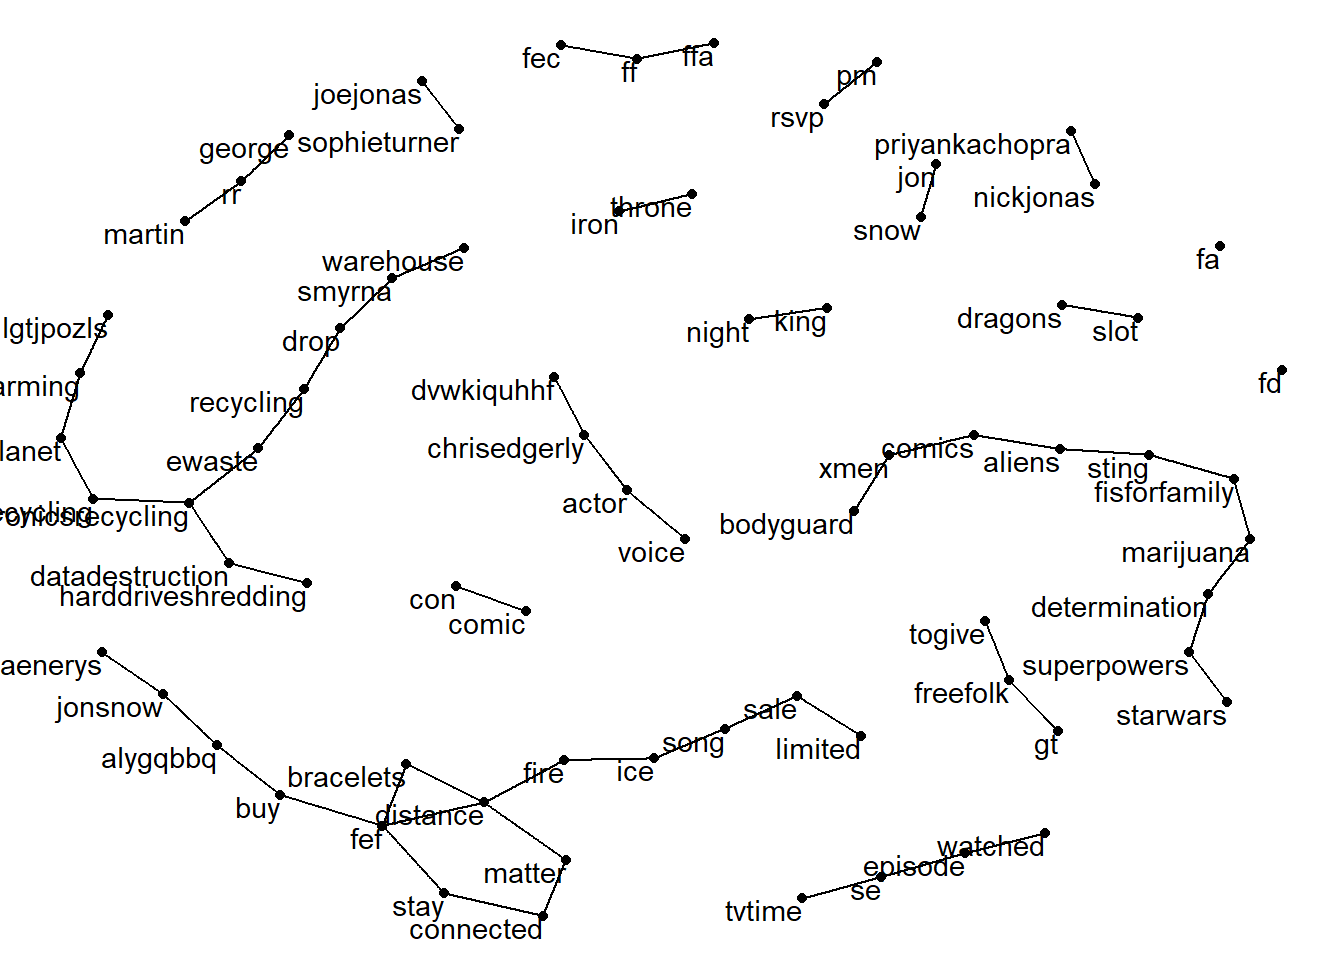 fec
ff
ffa
pm
rsvp
joejonas
sophieturner
george
rr
martin
priyankachopra
jon
nickjonas
snow
throne
iron
fa
warehouse
smyrna
drop
recycling
ewaste
lgtjpozls
arming
lanet
ecycling
onicsrecycling
datadestruction
harddriveshredding
night
king
dragons
slot
fd
dvwkiquhhf
chrisedgerly
actor
voice
comics
xmen
aliens
sting
fisforfamily
bodyguard
marijuana
determination
superpowers
starwars
con
comic
togive
freefolk
gt
aenerys
jonsnow
alygqbbq
buy
bracelets
distance
fef
fire
ice
song
sale
limited
matter
stay
connected
watched
episode
se
tvtime